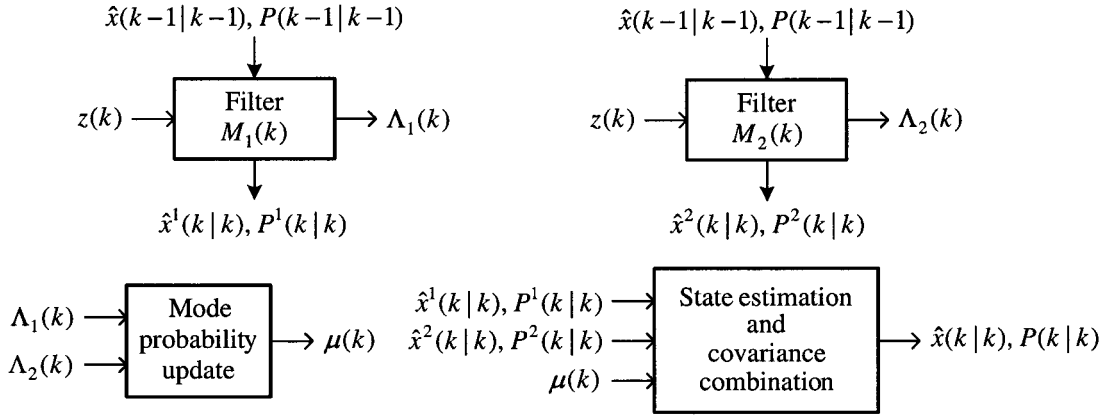 x̂(k−1|k−1), P(k−1|k−1)
z(k)
Filter
M₁(k)
Λ₁(k)
x̂¹(k|k), P¹(k|k)
x̂(k−1|k−1), P(k−1|k−1)
z(k)
Filter
M₂(k)
Λ₂(k)
x̂²(k|k), P²(k|k)
Λ₁(k)
Λ₂(k)
Mode
probability
update
μ(k)
x̂¹(k|k), P¹(k|k)
x̂²(k|k), P²(k|k)
μ(k)
State estimation
and
covariance
combination
x̂(k|k), P(k|k)